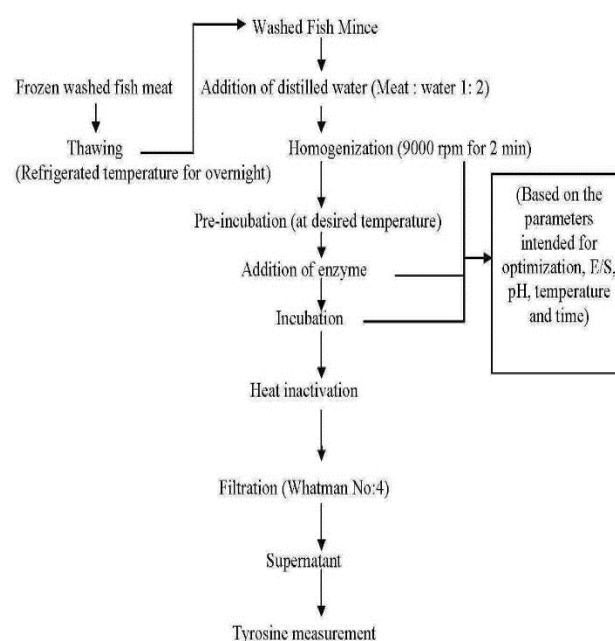 Washed Fish Mince
Frozen washed fish meat
Addition of distilled water (Meat : water 1: 2)
Thawing
(Refrigerated temperature for overnight)
Homogenization (9000 rpm for 2 min)
Pre-incubation (at desired temperature)
Addition of enzyme
Incubation
(Based on the
parameters
intended for
optimization, E/S,
pH, temperature
and time)
Heat inactivation
Filtration (Whatman No:4)
Supernatant
Tyrosine measurement